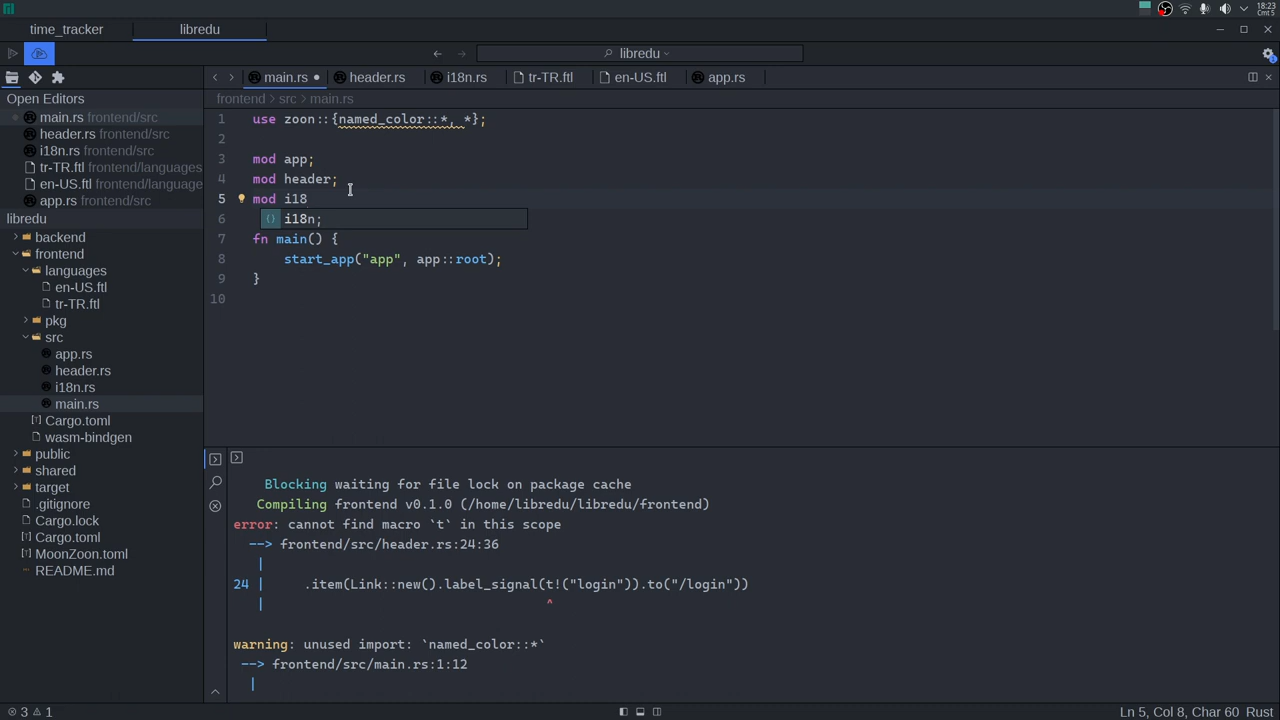 18:23
Cmt 5
time_tracker
libredu
libredu
main.rs
header.rs
i18n.rs
tr-TR.ftl
en-US.ftl
app.rs
Open Editors
main.rs frontend/src
header.rs frontend/src
i18n.rs frontend/src
tr-TR.ftl frontend/languages
en-US.ftl frontend/languages
app.rs frontend/src
libredu
backend
frontend
languages
en-US.ftl
tr-TR.ftl
pkg
src
app.rs
header.rs
i18n.rs
main.rs
Cargo.toml
wasm-bindgen
public
shared
target
.gitignore
Cargo.lock
Cargo.toml
MoonZoon.toml
README.md
frontend src main.rs
1 use zoon::{named_color::*, *};
2
3 mod app;
4 mod header;
5 mod i18
6 i18n;
7 fn main() {
8 start_app("app", app::root);
9 }
10
Blocking waiting for file lock on package cache
Compiling frontend v0.1.0 (/home/libredu/libredu/frontend)
error: cannot find macro `t` in this scope
--> frontend/src/header.rs:24:36
|
24 | .item(Link::new().label_signal(t!("login")).to("/login"))
| ^
warning: unused import: `named_color::*`
--> frontend/src/main.rs:1:12
|
3 1
Ln 5, Col 8, Char 60 Rust